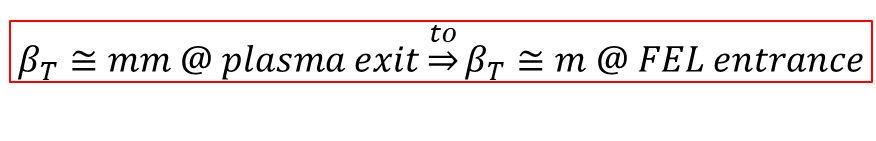 β_T ≅ mm @ plasma exit ⇒^{to} β_T ≅ m @ FEL entrance